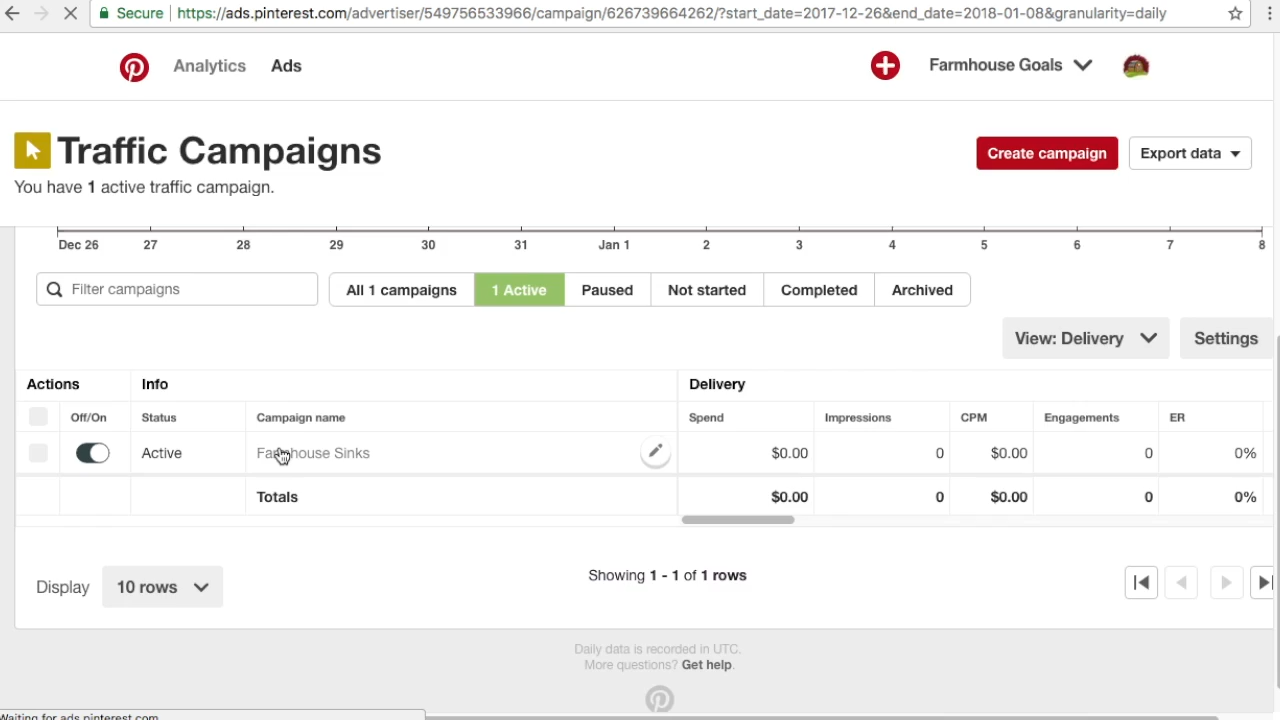 Secure
https://ads.pinterest.com/advertiser/549756533966/campaign/626739664262/?start_date=2017-12-26&end_date=2018-01-08&granularity=daily
Analytics Ads
Farmhouse Goals
Traffic Campaigns
Create campaign
Export data
You have 1 active traffic campaign.
Dec 26 27 28 29 30 31 Jan 1 2 3 4 5 6 7 8
Filter campaigns
All 1 campaigns 1 Active Paused Not started Completed Archived
View: Delivery Settings
Actions Info Delivery
Off/On Status Campaign name Spend Impressions CPM Engagements ER
Active Farmhouse Sinks $0.00 0 $0.00 0 0%
Totals $0.00 0 $0.00 0 0%
Display 10 rows
Showing 1 - 1 of 1 rows
Daily data is recorded in UTC.
More questions? Get help.
Waiting for ads.pinterest.com